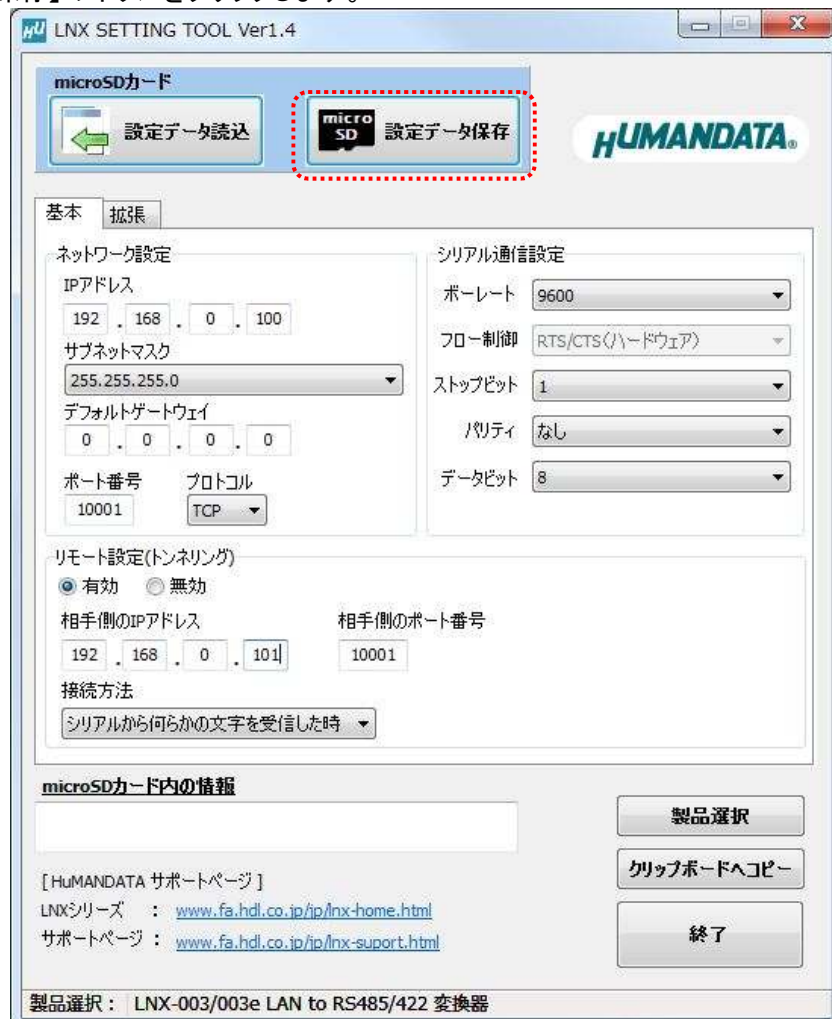 LNX SETTING TOOL Ver1.4
microSDカード
設定データ読込
micro SD 設定データ保存
HUMANDATA®
基本 拡張
ネットワーク設定
IPアドレス
192 . 168 . 0 . 100
サブネットマスク
255.255.255.0
デフォルトゲートウェイ
0 . 0 . 0 . 0
ポート番号 プロトコル
10001 TCP
シリアル通信設定
ボーレート 9600
フロー制御 RTS/CTS(ハードウェア)
ストップビット 1
パリティ なし
データビット 8
リモート設定(トンネリング)
有効 無効
相手側のIPアドレス 相手側のポート番号
192 . 168 . 0 . 101 10001
接続方法
シリアルから何らかの文字を受信した時
microSDカード内の情報
製品選択
クリップボードへコピー
終了
[ HuMANDATA サポートページ ]
LNXシリーズ : www.fa.hdl.co.jp/jp/lnx-home.html
サポートページ : www.fa.hdl.co.jp/jp/lnx-suport.html
製品選択 : LNX-003/003e LAN to RS485/422 変換器